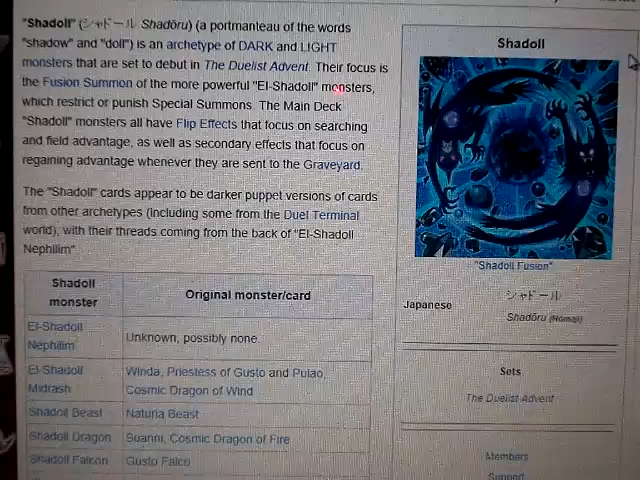 "Shadoll" (シャドール Shadōru) (a portmanteau of the words
"shadow" and "doll") is an archetype of DARK and LIGHT
monsters that are set to debut in The Duelist Advent. Their focus is
the Fusion Summon of the more powerful "El-Shadoll" monsters,
which restrict or punish Special Summons. The Main Deck
"Shadoll" monsters all have Flip Effects that focus on searching
and field advantage, as well as secondary effects that focus on
regaining advantage whenever they are sent to the Graveyard.
The "Shadoll" cards appear to be darker puppet versions of cards
from other archetypes (including some from the Duel Terminal
world), with their threads coming from the back of "El-Shadoll
Nephilim"
Shadoll
monster
Original monster/card
El-Shadoll
Nephilim
Unknown, possibly none
El-Shadoll
Midrash
Winda, Priestess of Gusto and Pulao,
Cosmic Dragon of Wind
Shadoll Beast
Naturia Beast
Shadoll Dragon
Suanni, Cosmic Dragon of Fire
Shadoll Falcon
Gusto Falco
Shadoll
"Shadoll Fusion"
Japanese
シャドール
Shadōru (Rōmaji)
Sets
The Duelist Advent
Members
Support